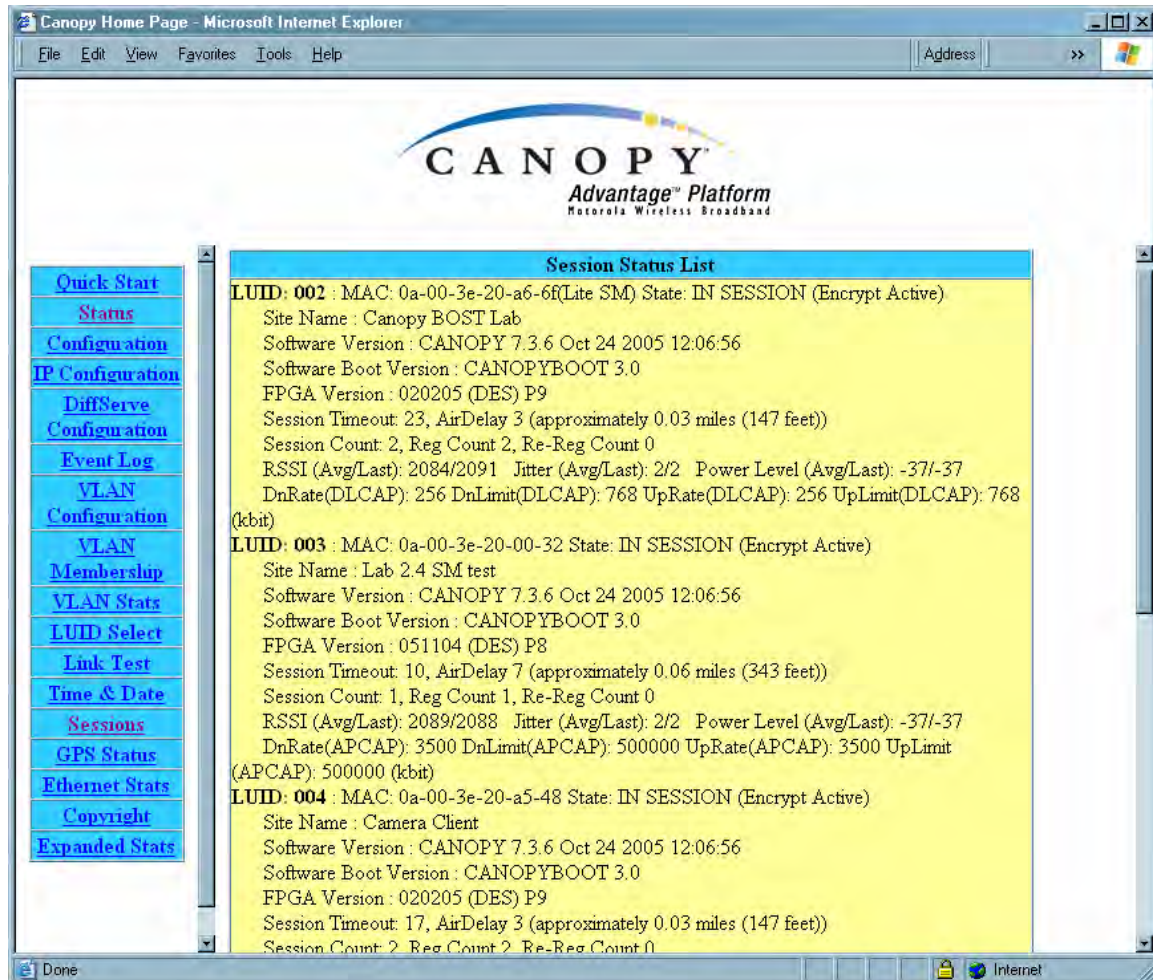 Canopy Home Page - Microsoft Internet Explorer
File Edit View Favorites Tools Help
Address »
CANOPY™
Advantage™ Platform
Motorola Wireless Broadband
Quick Start
Status
Configuration
IP Configuration
DiffServe
Configuration
Event Log
VLAN
Configuration
VLAN
Membership
VLAN Stats
LUID Select
Link Test
Time & Date
Sessions
GPS Status
Ethernet Stats
Copyright
Expanded Stats
Session Status List
LUID: 002 : MAC: 0a-00-3e-20-a6-6f(Lite SM) State: IN SESSION (Encrypt Active)
Site Name : Canopy BOST Lab
Software Version : CANOPY 7.3.6 Oct 24 2005 12:06:56
Software Boot Version : CANOPYBOOT 3.0
FPGA Version : 020205 (DES) P9
Session Timeout: 23, AirDelay 3 (approximately 0.03 miles (147 feet))
Session Count: 2, Reg Count 2, Re-Reg Count 0
RSSI (Avg/Last): 2084/2091 Jitter (Avg/Last): 2/2 Power Level (Avg/Last): -37/-37
DnRate(DLCAP): 256 DnLimit(DLCAP): 768 UpRate(DLCAP): 256 UpLimit(DLCAP): 768
(kbit)
LUID: 003 : MAC: 0a-00-3e-20-00-32 State: IN SESSION (Encrypt Active)
Site Name : Lab 2.4 SM test
Software Version : CANOPY 7.3.6 Oct 24 2005 12:06:56
Software Boot Version : CANOPYBOOT 3.0
FPGA Version : 051104 (DES) P8
Session Timeout: 10, AirDelay 7 (approximately 0.06 miles (343 feet))
Session Count: 1, Reg Count 1, Re-Reg Count 0
RSSI (Avg/Last): 2089/2088 Jitter (Avg/Last): 2/2 Power Level (Avg/Last): -37/-37
DnRate(APCAP): 3500 DnLimit(APCAP): 500000 UpRate(APCAP): 3500 UpLimit
(APCAP): 500000 (kbit)
LUID: 004 : MAC: 0a-00-3e-20-a5-48 State: IN SESSION (Encrypt Active)
Site Name : Camera Client
Software Version : CANOPY 7.3.6 Oct 24 2005 12:06:56
Software Boot Version : CANOPYBOOT 3.0
FPGA Version : 020205 (DES) P9
Session Timeout: 17, AirDelay 3 (approximately 0.03 miles (147 feet))
Session Count: 2, Reg Count 2, Re-Reg Count 0
Done
Internet